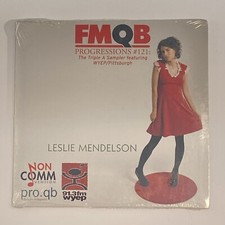 FMQB
PROGRESSIONS #121:
The Triple A Sampler featuring
WYEP/Pittsburgh
LESLIE MENDELSON
NON
COMM
pro.qb
91.3fm
wyep